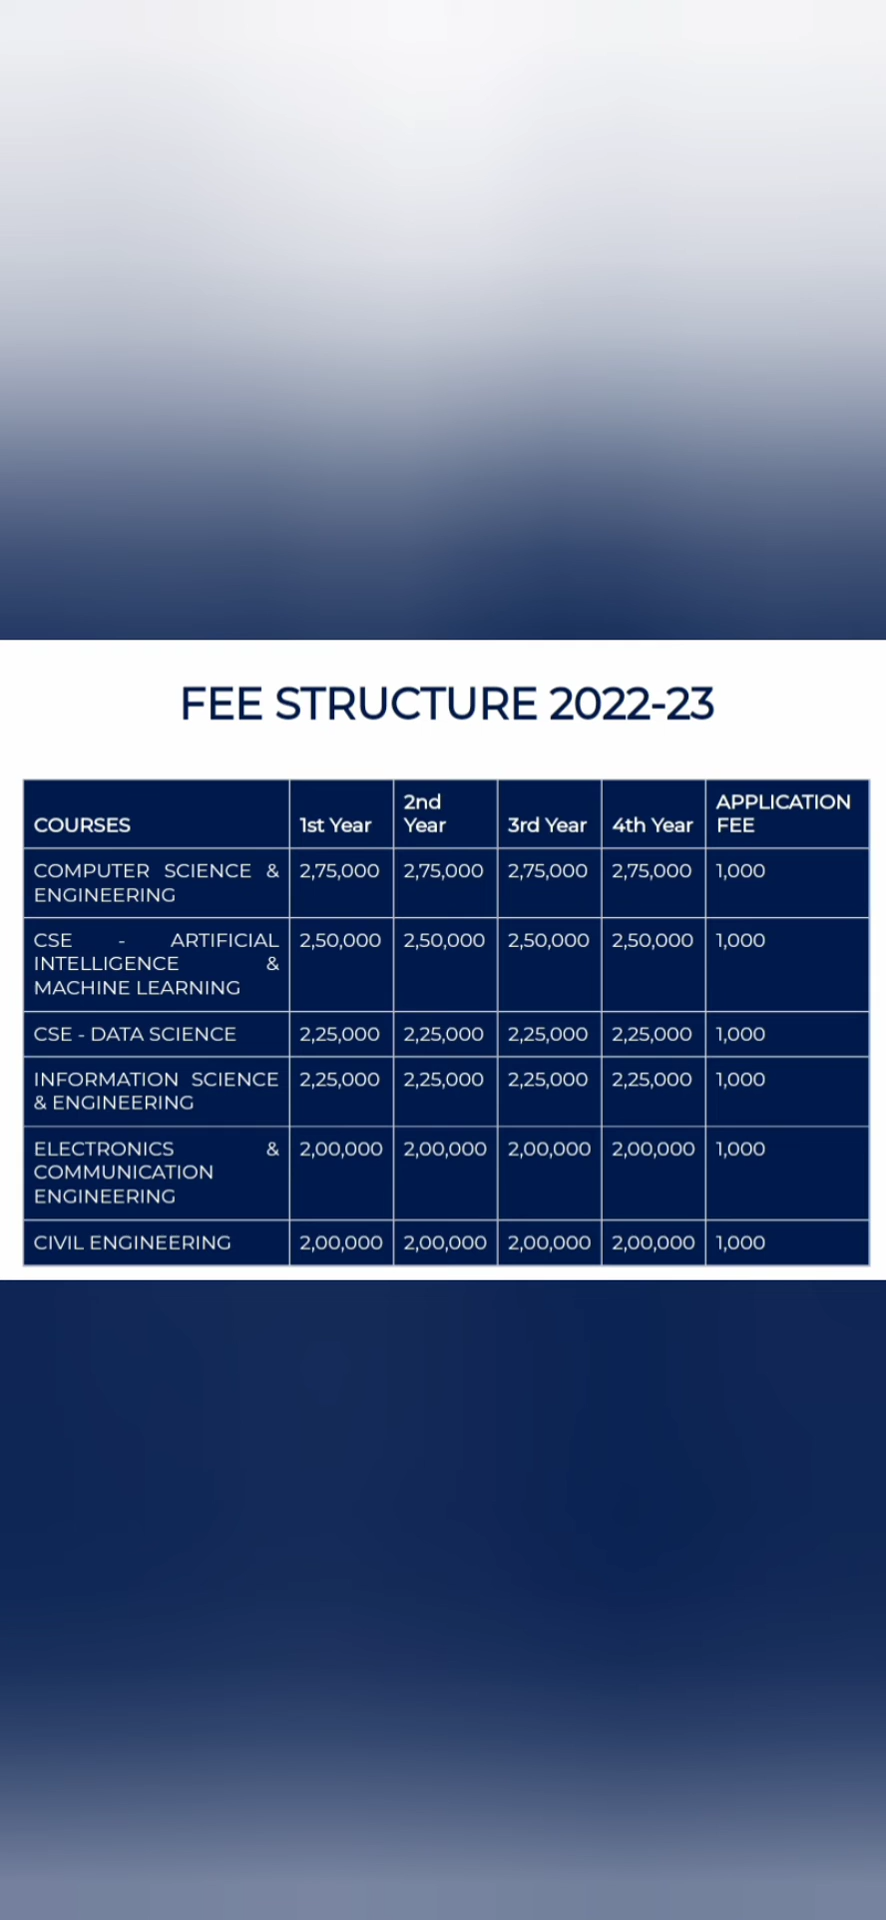 FEE STRUCTURE 2022-23
COURSES 1st Year 2nd Year 3rd Year 4th Year APPLICATION FEE
COMPUTER SCIENCE & ENGINEERING 2,75,000 2,75,000 2,75,000 2,75,000 1,000
CSE - ARTIFICIAL INTELLIGENCE & MACHINE LEARNING 2,50,000 2,50,000 2,50,000 2,50,000 1,000
CSE - DATA SCIENCE 2,25,000 2,25,000 2,25,000 2,25,000 1,000
INFORMATION SCIENCE & ENGINEERING 2,25,000 2,25,000 2,25,000 2,25,000 1,000
ELECTRONICS & COMMUNICATION ENGINEERING 2,00,000 2,00,000 2,00,000 2,00,000 1,000
CIVIL ENGINEERING 2,00,000 2,00,000 2,00,000 2,00,000 1,000